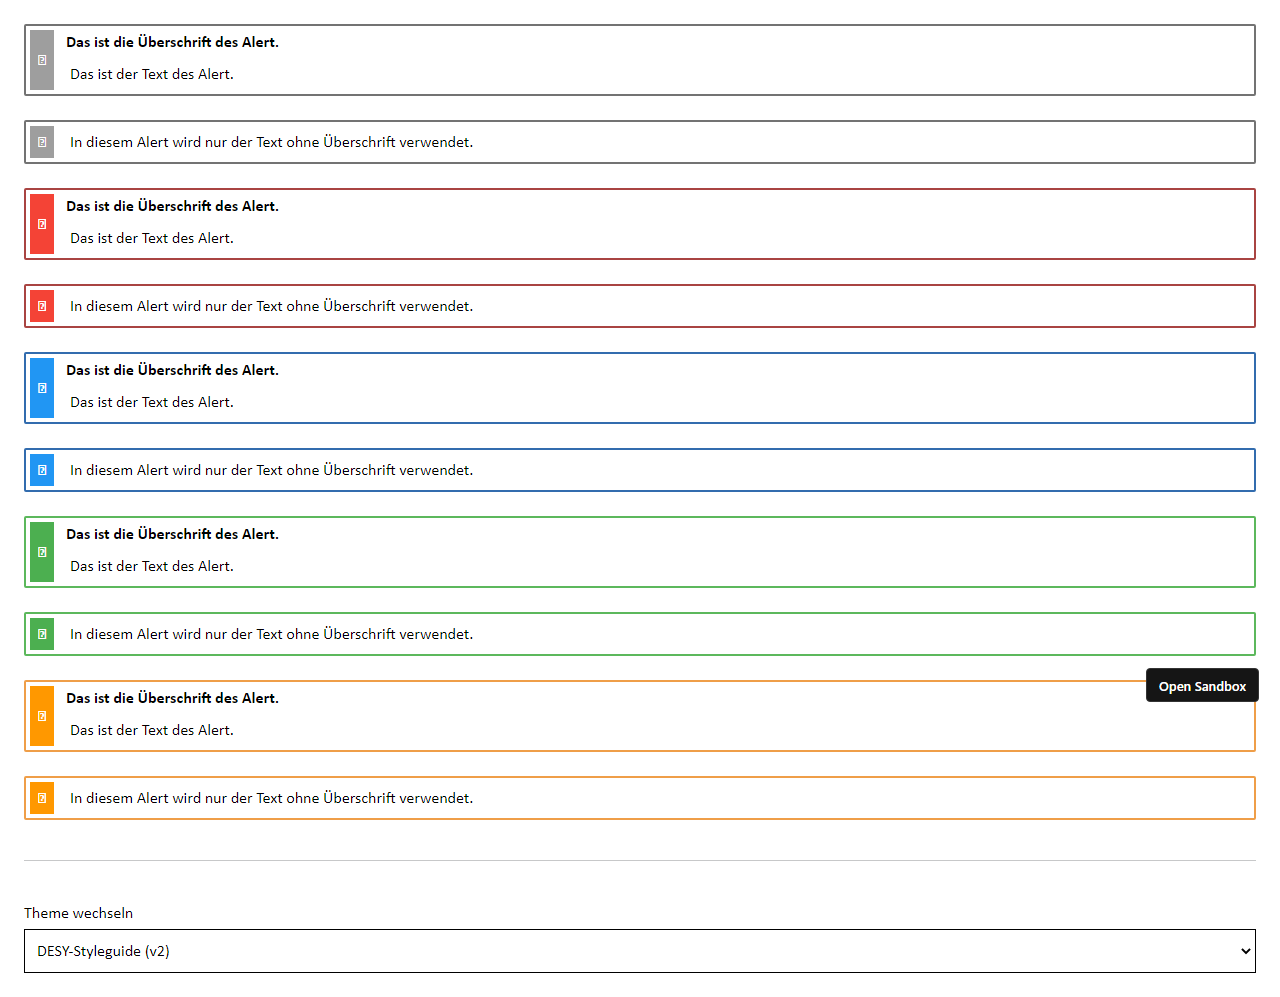 Das ist die Überschrift des Alert.
Das ist der Text des Alert.
In diesem Alert wird nur der Text ohne Überschrift verwendet.
Das ist die Überschrift des Alert.
Das ist der Text des Alert.
In diesem Alert wird nur der Text ohne Überschrift verwendet.
Das ist die Überschrift des Alert.
Das ist der Text des Alert.
In diesem Alert wird nur der Text ohne Überschrift verwendet.
Das ist die Überschrift des Alert.
Das ist der Text des Alert.
In diesem Alert wird nur der Text ohne Überschrift verwendet.
Open Sandbox
Das ist die Überschrift des Alert.
Das ist der Text des Alert.
In diesem Alert wird nur der Text ohne Überschrift verwendet.
Theme wechseln
DESY-Styleguide (v2)